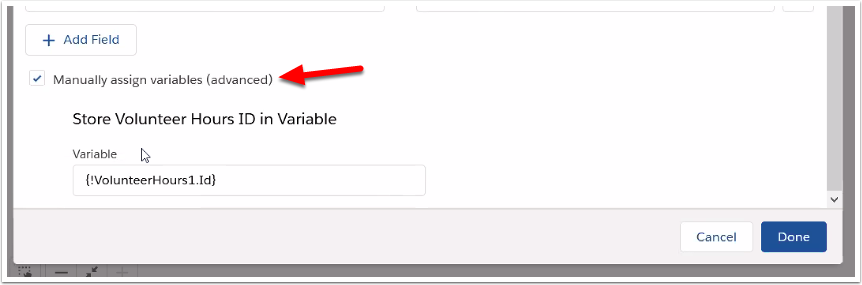 + Add Field
Manually assign variables (advanced)
Store Volunteer Hours ID in Variable
Variable
{!VolunteerHours1.Id}
Cancel
Done